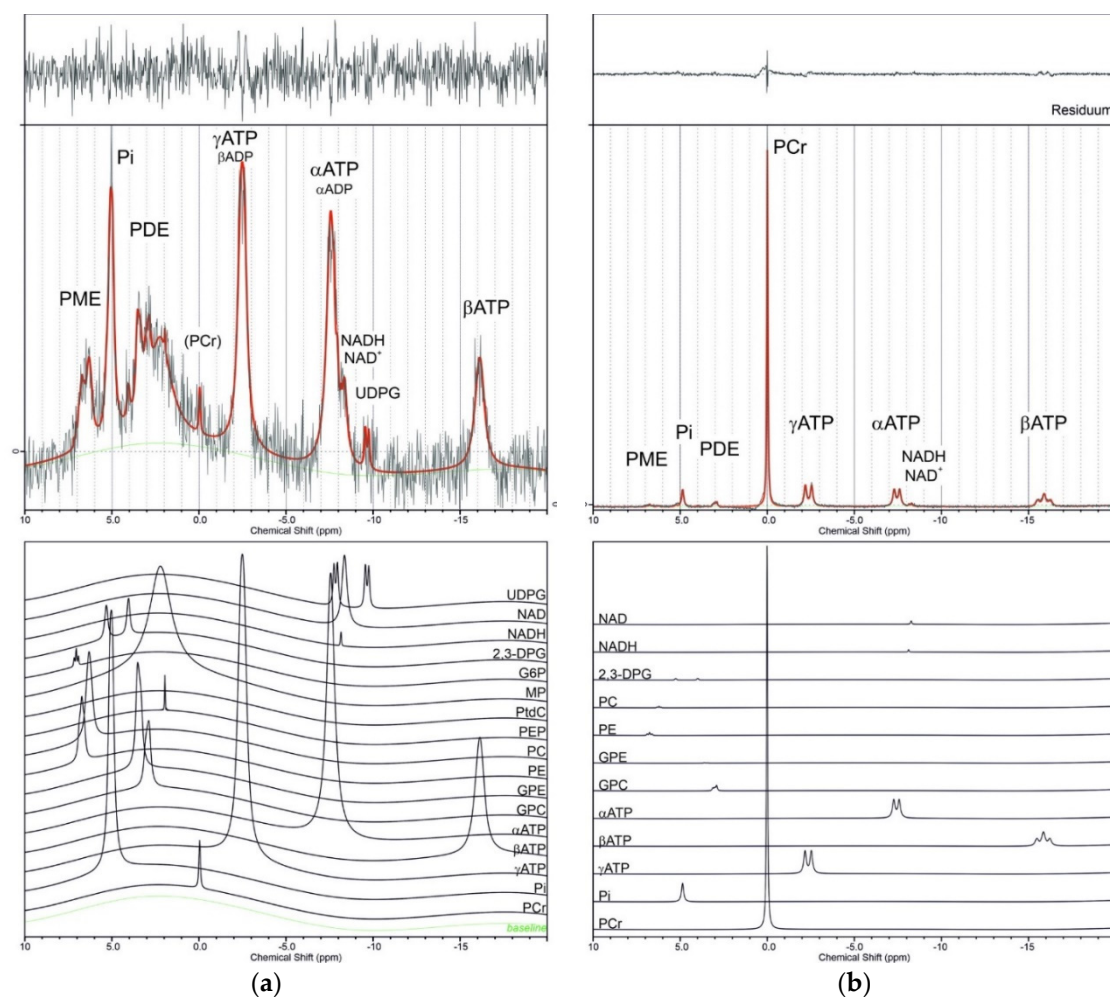 Residuum
γATP
βADP
Pi
αATP
αADP
PDE
PME
(PCr)
NADH
NAD⁺
UDPG
βATP
0
10 5.0 0.0 -5.0 -10 -15
Chemical Shift (ppm)
PCr
γATP
αATP
βATP
Pi
PDE
PME
NADH
NAD⁺
10 5.0 0.0 -5.0 -10 -15
Chemical Shift (ppm)
UDPG
NAD
NADH
2,3-DPG
G6P
MP
PtdC
PEP
PC
PE
GPE
GPC
αATP
βATP
γATP
Pi
PCr
baseline
10 5.0 0.0 -5.0 -10 -15
Chemical Shift (ppm)
NAD
NADH
2,3-DPG
PC
PE
GPE
GPC
αATP
βATP
γATP
Pi
PCr
10 5.0 0.0 -5.0 -10 -15
Chemical Shift (ppm)
(a) (b)